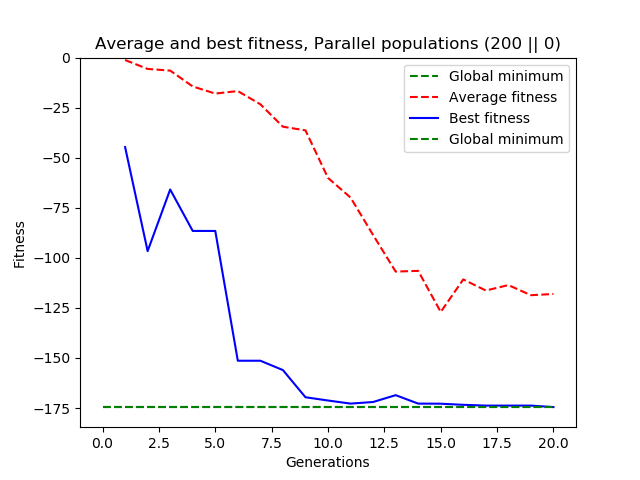 Average and best fitness, Parallel populations (200 || 0)
Global minimum
Average fitness
Best fitness
Global minimum
Fitness
0
−25
−50
−75
−100
−125
−150
−175
0.0 2.5 5.0 7.5 10.0 12.5 15.0 17.5 20.0
Generations